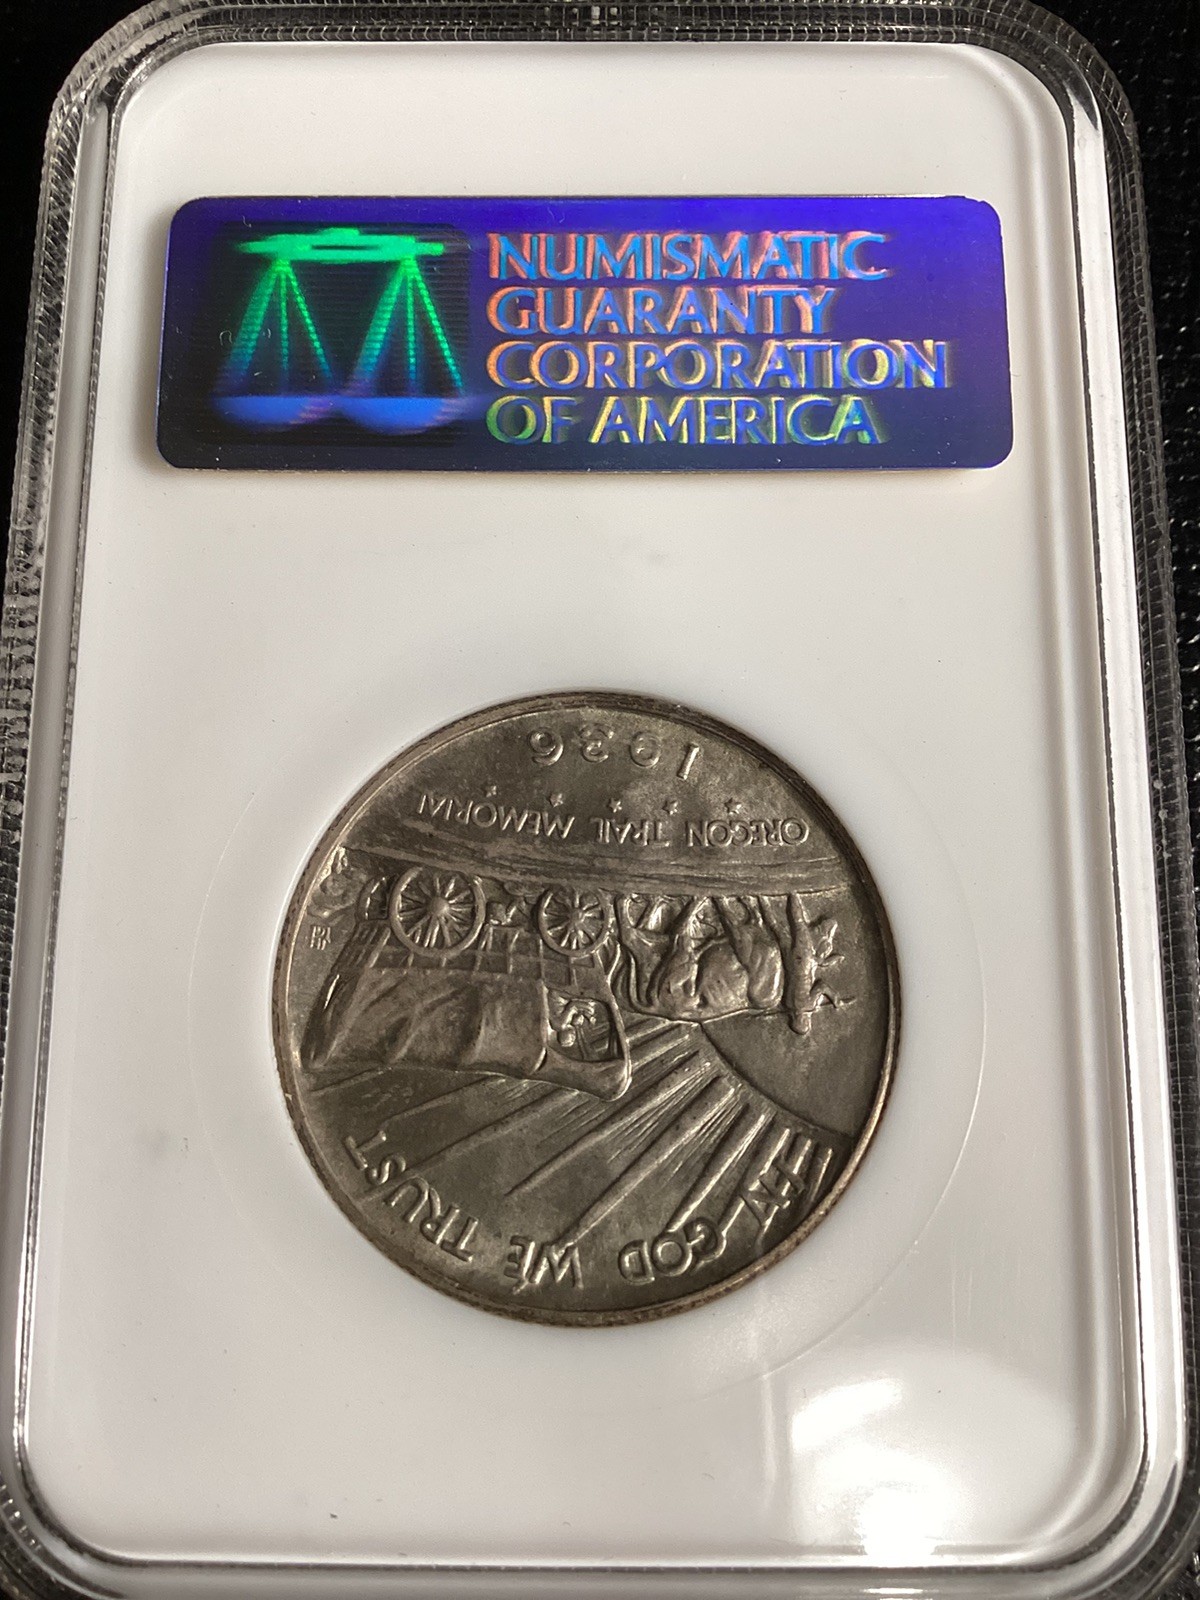 NUMISMATIC
GUARANTY
CORPORATION
OF AMERICA
IN GOD WE TRUST
OREGON TRAIL MEMORIAL
1936